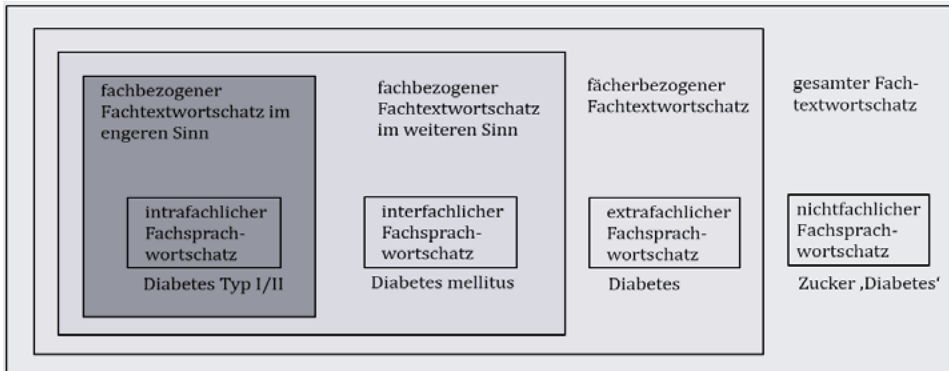 fachbezogener
Fachtextwortschatz im
engeren Sinn
fachbezogener
Fachtextwortschatz
im weiteren Sinn
fächerbezogener
Fachtextwortschatz
gesamter Fach-
textwortschatz
intrafachlicher
Fachsprach-
wortschatz
interfachlicher
Fachsprach-
wortschatz
extrafachlicher
Fachsprach-
wortschatz
nichtfachlicher
Fachsprach-
wortschatz
Diabetes Typ I/II
Diabetes mellitus
Diabetes
Zucker ‚Diabetes‘